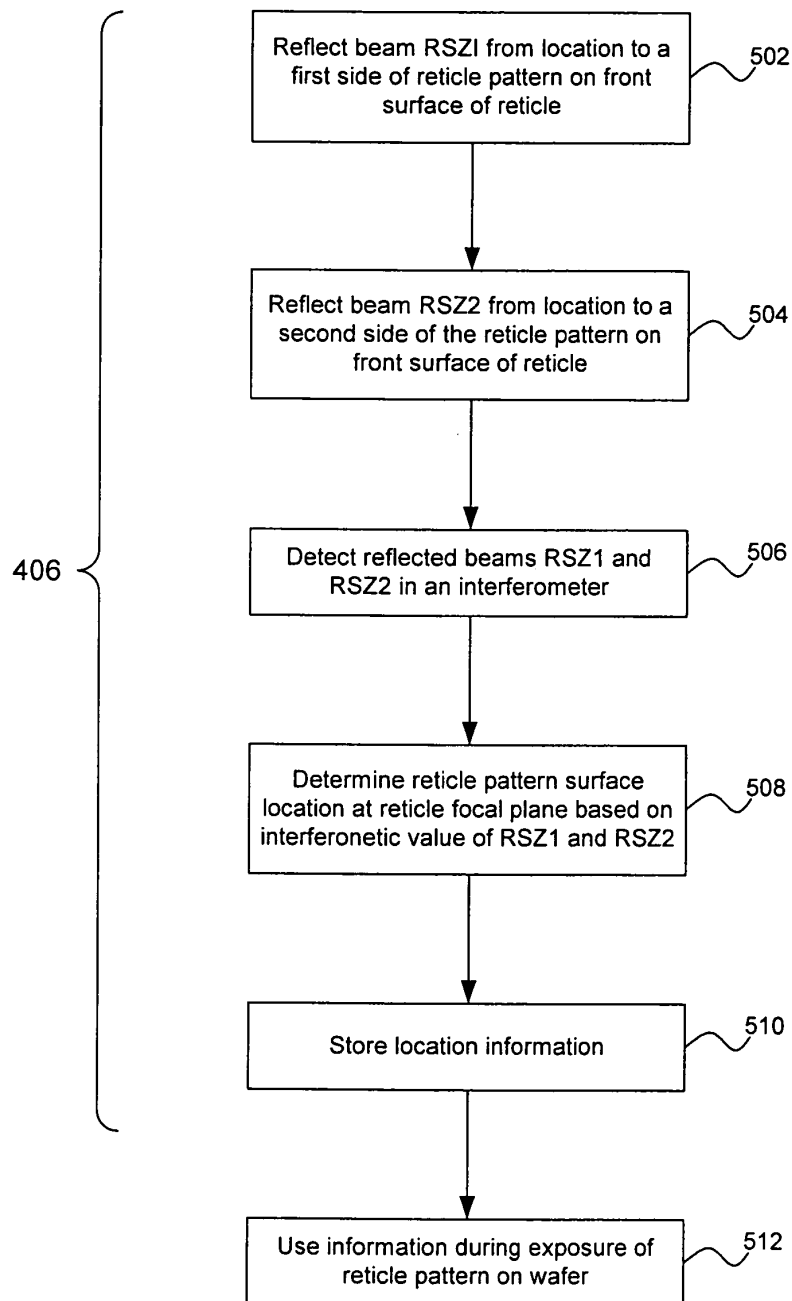 Reflect beam RSZI from location to a
first side of reticle pattern on front
surface of reticle
502
Reflect beam RSZ2 from location to a
second side of the reticle pattern on
front surface of reticle
504
406
Detect reflected beams RSZ1 and
RSZ2 in an interferometer
506
Determine reticle pattern surface
location at reticle focal plane based on
interferonetic value of RSZ1 and RSZ2
508
Store location information
510
Use information during exposure of
reticle pattern on wafer
512